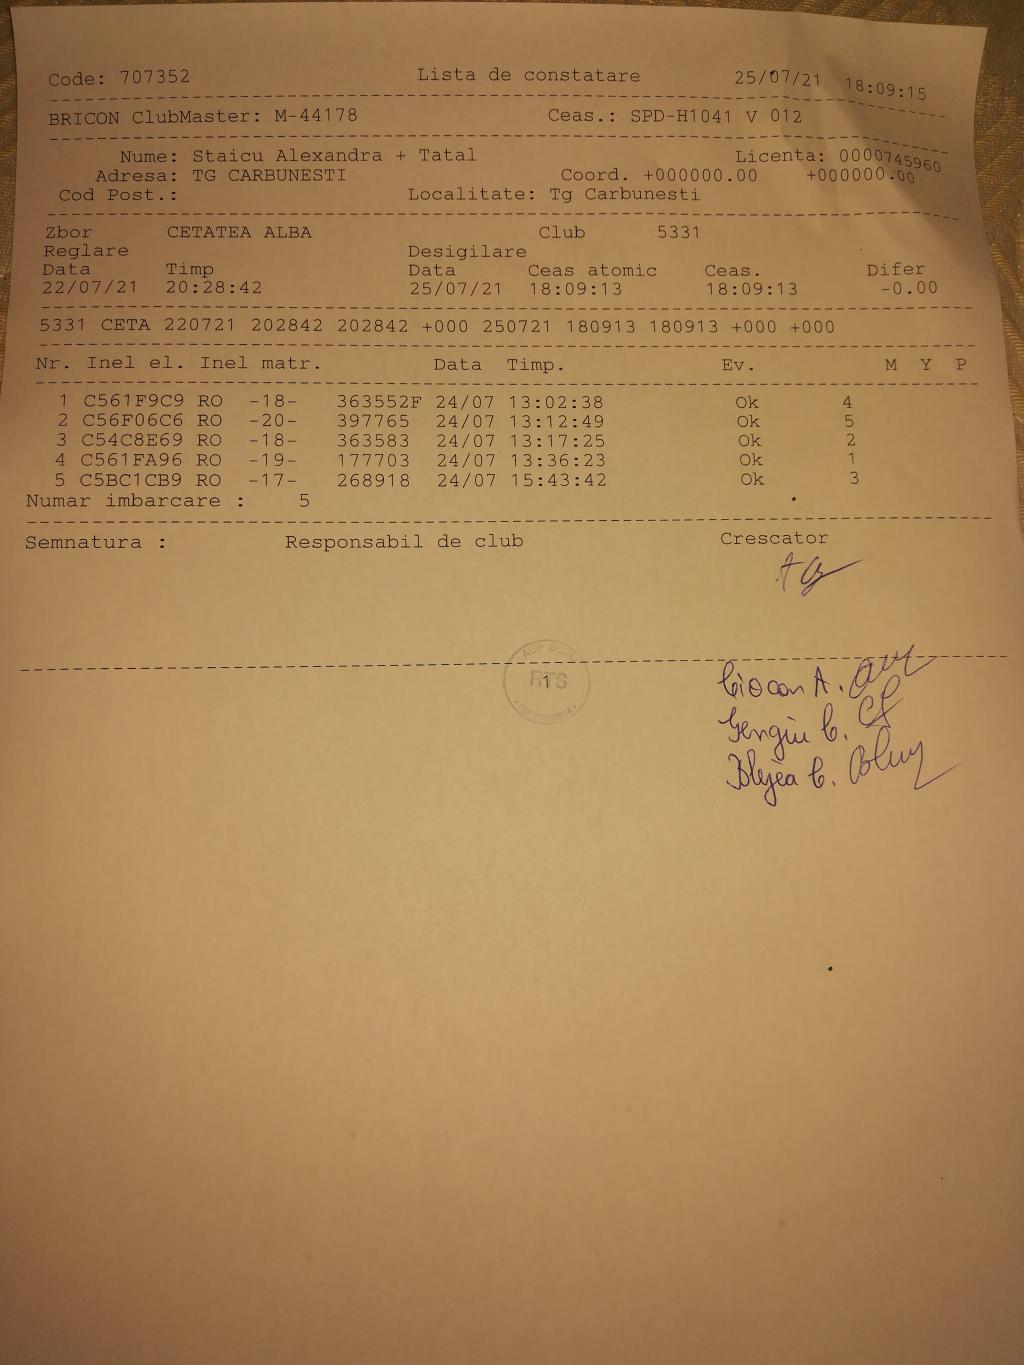 Code: 707352 Lista de constatare 25/07/21 18:09:15
BRICON ClubMaster: M-44178 Ceas.: SPD-H1041 V 012
Nume: Staicu Alexandra + Tatal Licenta: 0000745960
Adresa: TG CARBUNESTI Coord. +000000.00 +000000.00
Cod Post.: Localitate: Tg Carbunesti
Zbor CETATEA ALBA Club 5331
Reglare Desigilare
Data Timp Data Ceas atomic Ceas. Difer
22/07/21 20:28:42 25/07/21 18:09:13 18:09:13 -0.00
5331 CETA 220721 202842 202842 +000 250721 180913 180913 +000 +000
Nr. Inel el. Inel matr. Data Timp. Ev. M Y P
1 C561F9C9 RO -18- 363552F 24/07 13:02:38 Ok 4
2 C56F06C6 RO -20- 397765 24/07 13:12:49 Ok 5
3 C54C8E69 RO -18- 363583 24/07 13:17:25 Ok 2
4 C561FA96 RO -19- 177703 24/07 13:36:23 Ok 1
5 C5BC1CB9 RO -17- 268918 24/07 15:43:42 Ok 3
Numar imbarcare : 5
Semnatura : Responsabil de club Crescator
RTS
1
Ciocan A.
Gengiu C.
Blejea C.